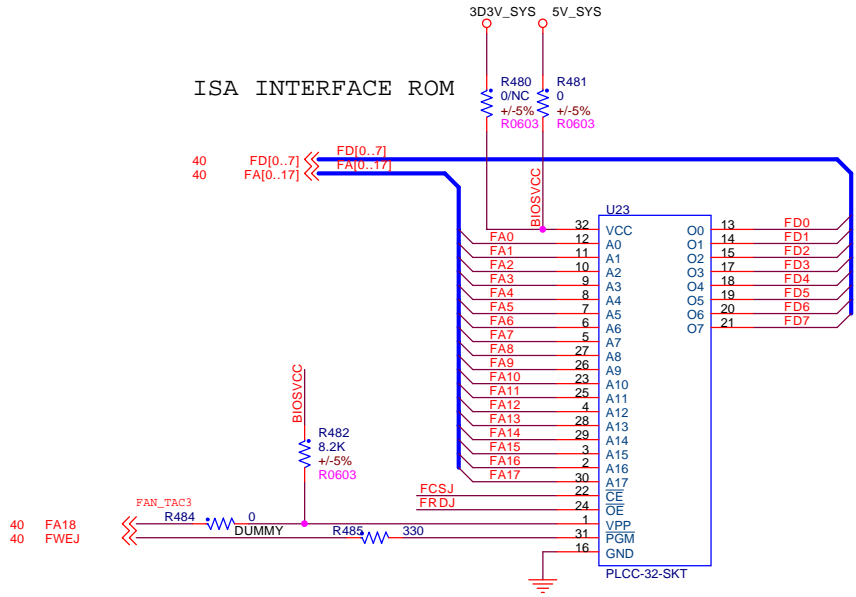 3D3V_SYS 5V_SYS
ISA INTERFACE ROM
R480 R481
0/NC 0
+/-5% +/-5%
R0603 R0603
40 FD[0..7] FD[0..7]
40 FA[0..17] FA[0..17]
BIOSVCC
U23
32 VCC O0 13 FD0
FA0 12 A0 O1 14 FD1
FA1 11 A1 O2 15 FD2
FA2 10 A2 O3 17 FD3
FA3 9 A3 O4 18 FD4
FA4 8 A4 O5 19 FD5
FA5 7 A5 O6 20 FD6
FA6 6 A6 O7 21 FD7
FA7 5 A7
FA8 27 A8
FA9 26 A9
FA10 23 A10
FA11 25 A11
FA12 4 A12
FA13 28 A13
FA14 29 A14
FA15 3 A15
FA16 2 A16
FA17 30 A17
FCSJ 22 CE
FRDJ 24 OE
1 VPP
31 PGM
16 GND
PLCC-32-SKT
BIOSVCC
R482
8.2K
+/-5%
R0603
FAN_TAC3
40 FA18 R484 0
DUMMY
40 FWEJ R485 330